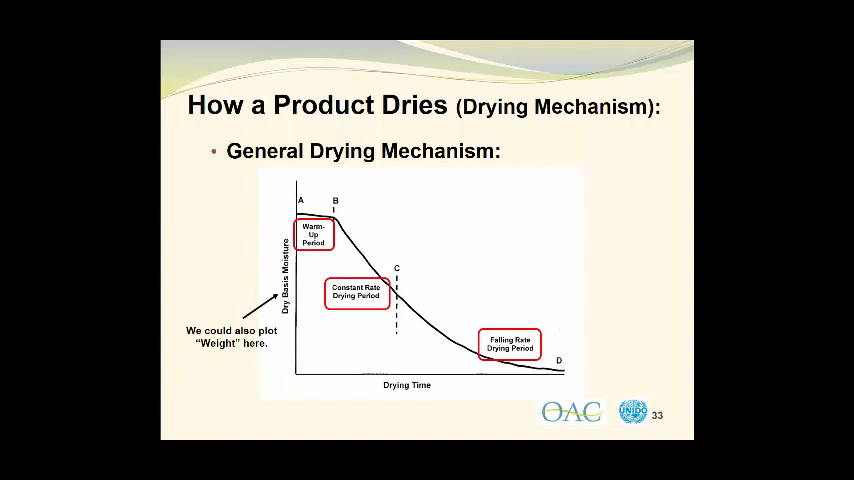 How a Product Dries (Drying Mechanism):
• General Drying Mechanism:
A
B
Warm-
Up
Period
C
Constant Rate
Drying Period
Dry Basis Moisture
We could also plot
“Weight” here.
Falling Rate
Drying Period
D
Drying Time
OAC
UNIDO
33